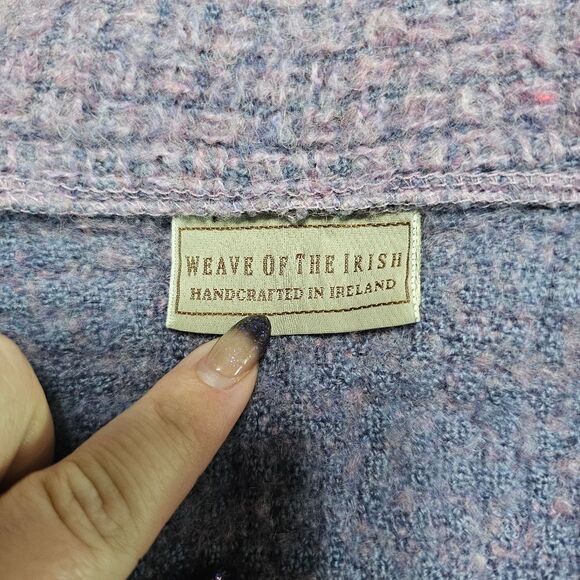 WEAVE OF THE IRISH
HANDCRAFTED IN IRELAND